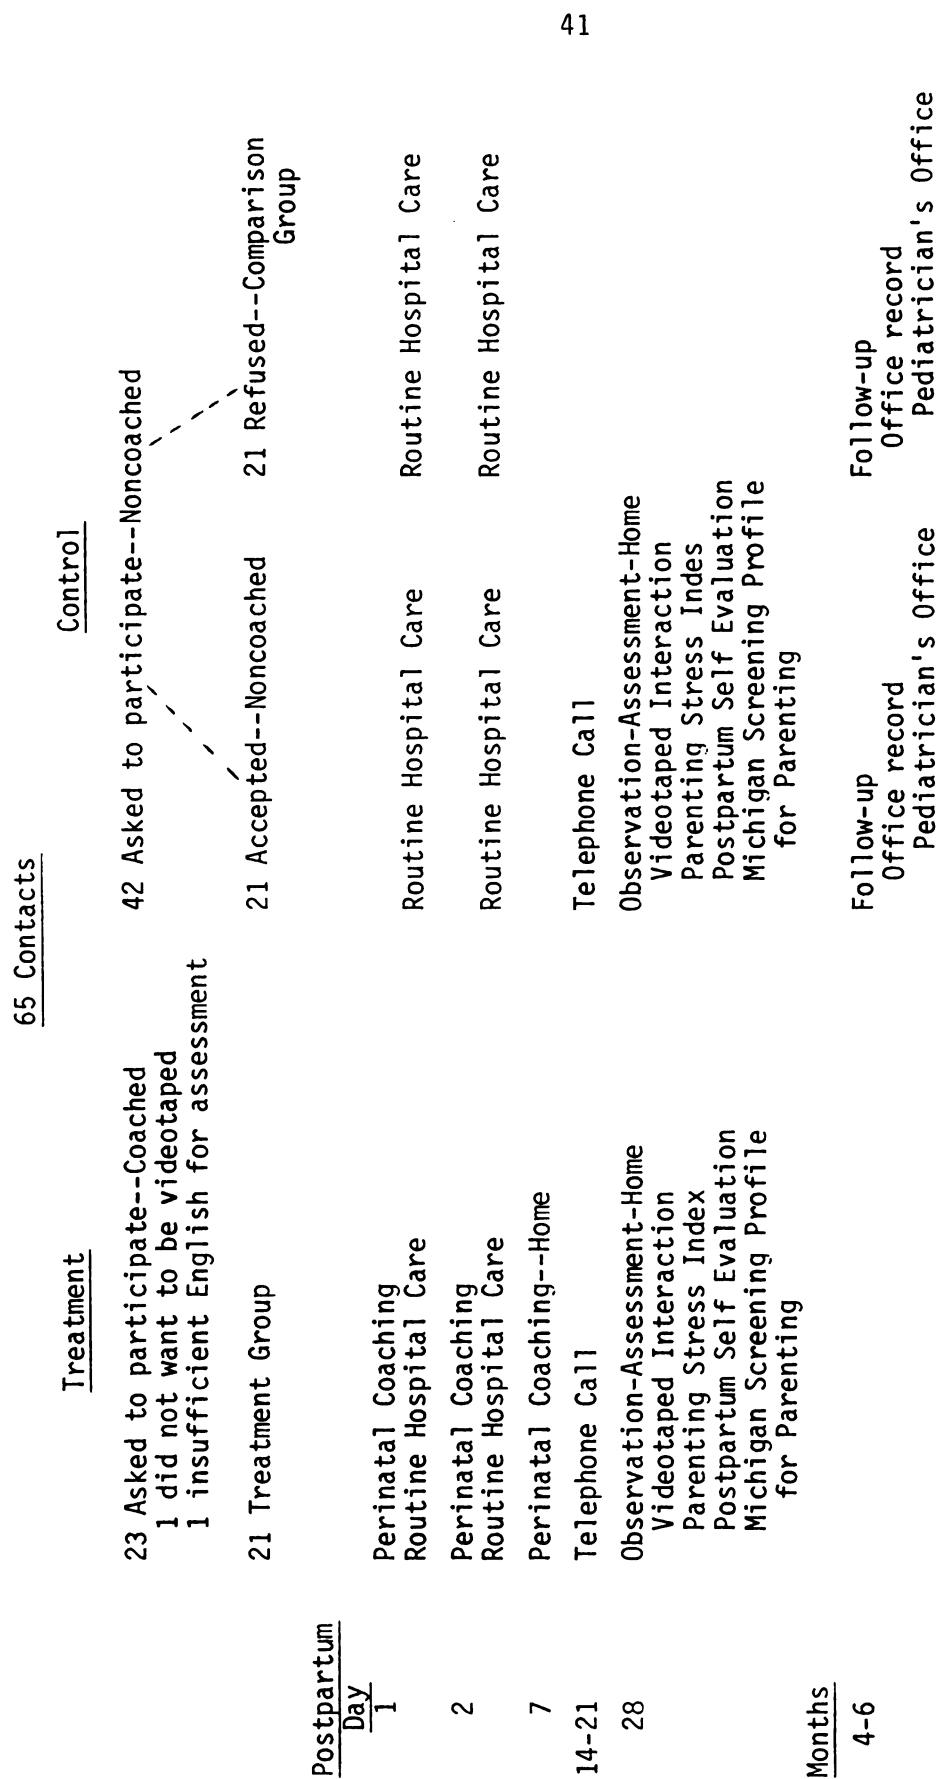 41
65 Contacts
Treatment
Control
23 Asked to participate--Coached
1 did not want to be videotaped
1 insufficient English for assessment
42 Asked to participate--Noncoached
21 Treatment Group
21 Accepted--Noncoached
21 Refused--Comparison
Group
Postpartum
Day
1
Perinatal Coaching
Routine Hospital Care
Routine Hospital Care
Routine Hospital Care
2
Perinatal Coaching
Routine Hospital Care
Routine Hospital Care
Routine Hospital Care
7
Perinatal Coaching--Home
14-21
Telephone Call
Telephone Call
28
Observation-Assessment-Home
Videotaped Interaction
Parenting Stress Index
Postpartum Self Evaluation
Michigan Screening Profile
for Parenting
Observation-Assessment-Home
Videotaped Interaction
Parenting Stress Indes
Postpartum Self Evaluation
Michigan Screening Profile
for Parenting
Months
4-6
Follow-up
Office record
Pediatrician's Office
Follow-up
Office record
Pediatrician's Office